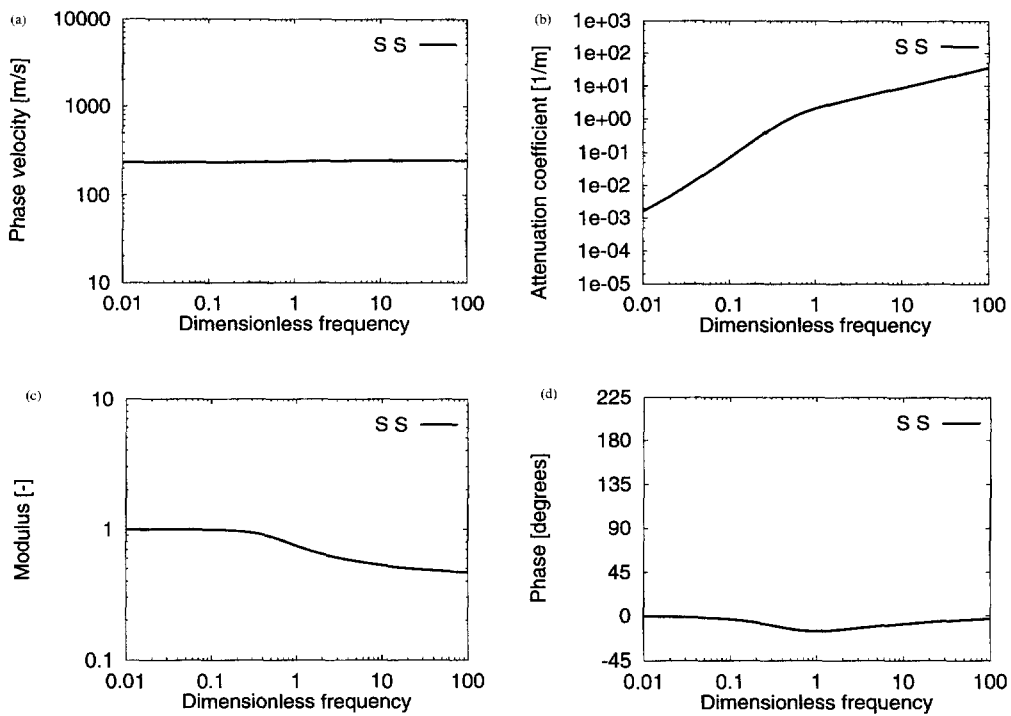 (a)
Phase velocity [m/s]
10000
1000
100
10
S S
0.01 0.1 1 10 100
Dimensionless frequency
(b)
Attenuation coefficient [1/m]
1e+03
1e+02
1e+01
1e+00
1e-01
1e-02
1e-03
1e-04
1e-05
S S
0.01 0.1 1 10 100
Dimensionless frequency
(c)
Modulus [-]
10
1
0.1
S S
0.01 0.1 1 10 100
Dimensionless frequency
(d)
Phase [degrees]
225
180
135
90
45
0
-45
S S
0.01 0.1 1 10 100
Dimensionless frequency